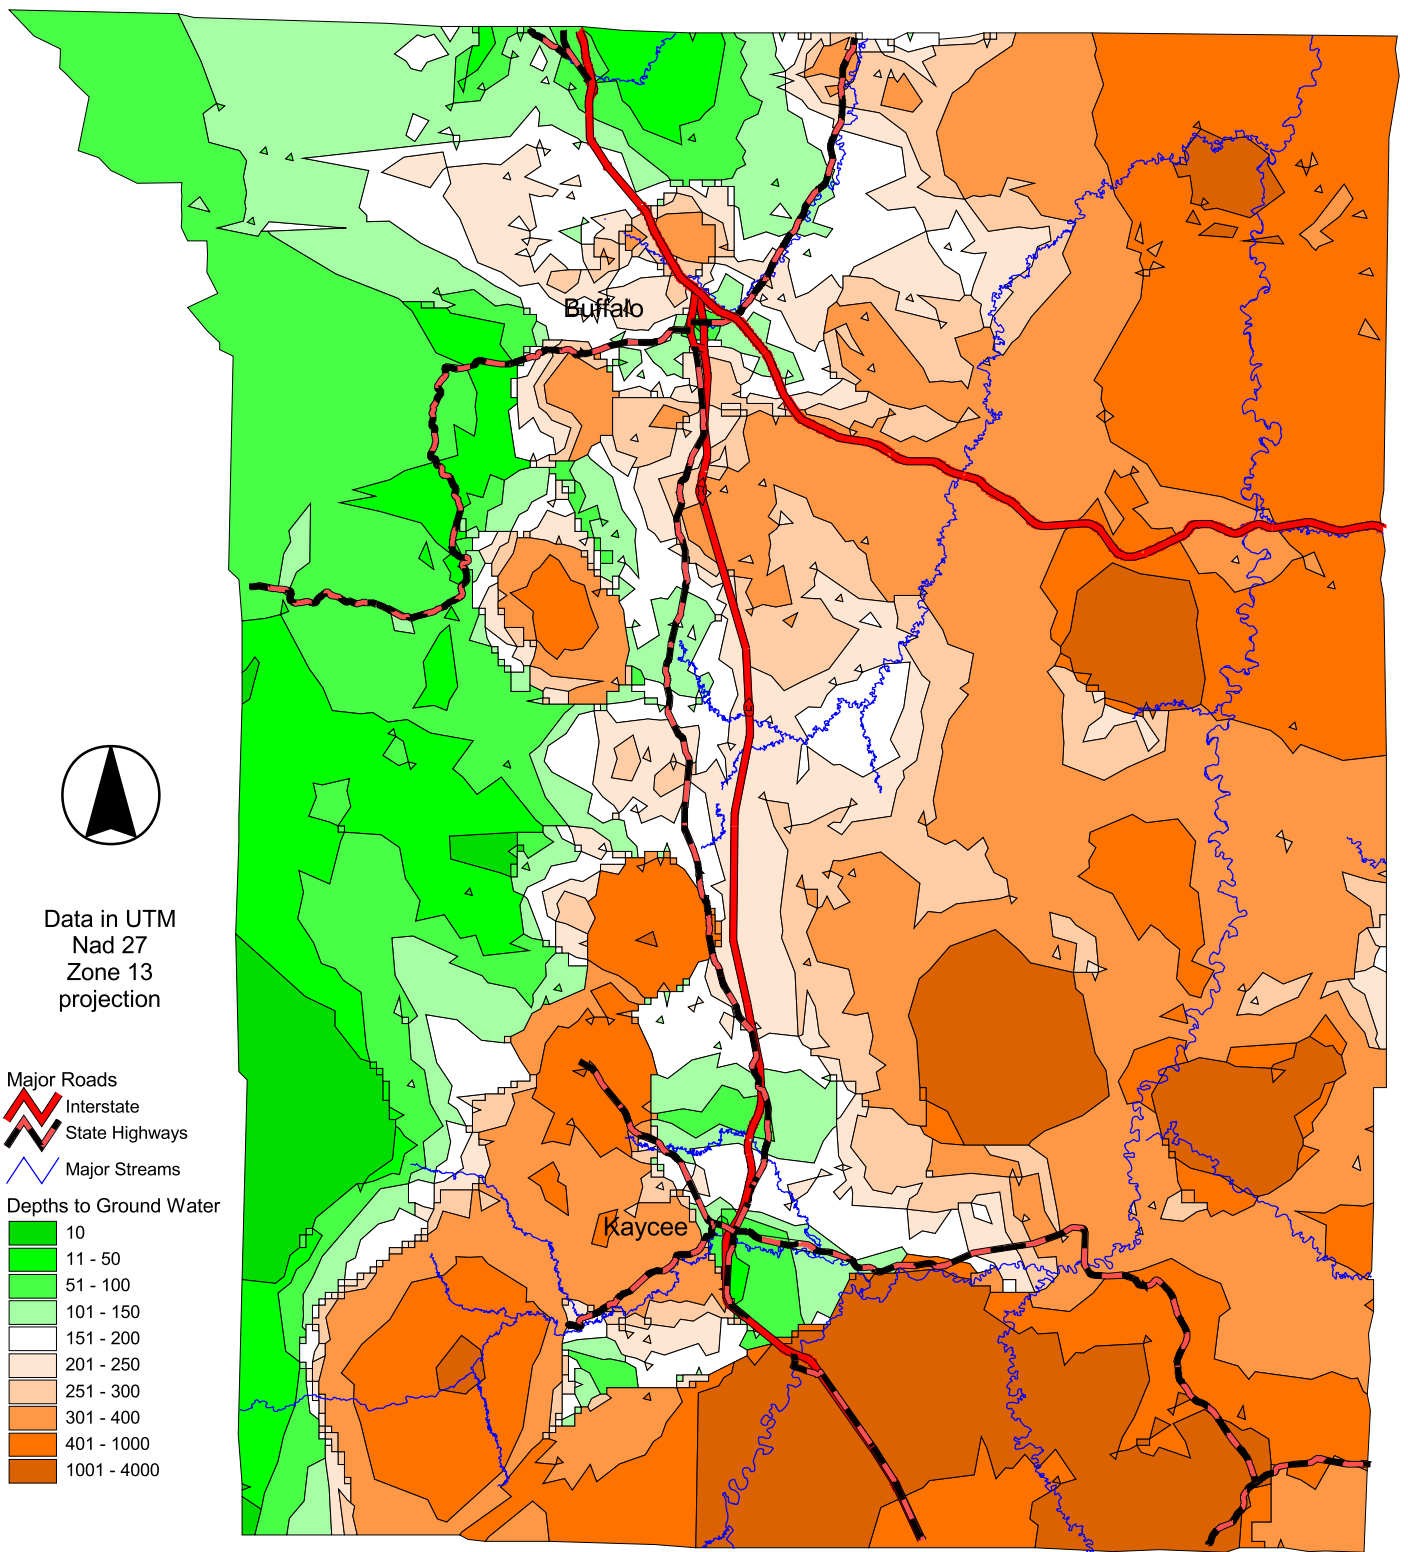 Buffalo
Data in UTM
Nad 27
Zone 13
projection
Major Roads
Interstate
State Highways
Major Streams
Depths to Ground Water
10
11 - 50
51 - 100
101 - 150
151 - 200
201 - 250
251 - 300
301 - 400
401 - 1000
1001 - 4000
Kaycee